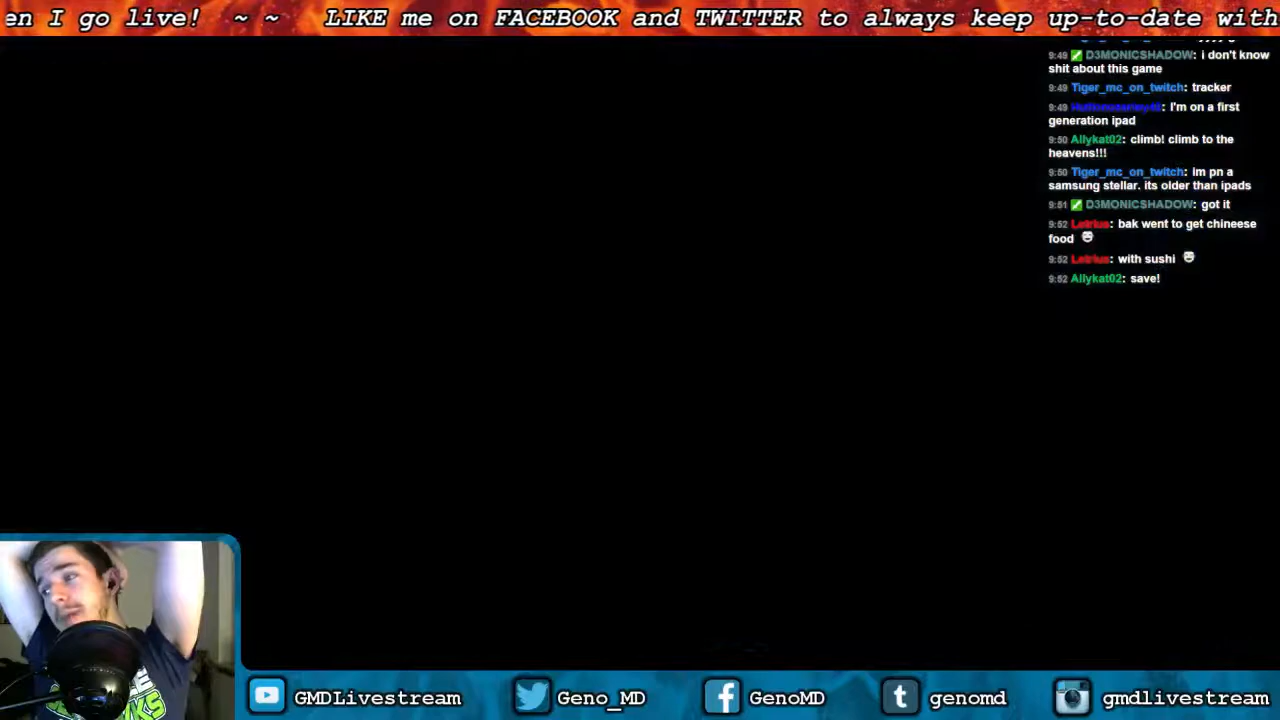 en I go live!   ~ ~   LIKE me on FACEBOOK and TWITTER to always keep up-to-date with
9:49 D3MONICSHADOW: i don't know
shit about this game
9:49 Tiger_mc_on_twitch: tracker
9:49 I'm on a first
generation ipad
9:50 Allykat02: climb! climb to the
heavens!!!
9:50 Tiger_mc_on_twitch: im pn a
samsung stellar. its older than ipads
9:51 D3MONICSHADOW: got it
9:52 bak went to get chineese
food
9:52 with sushi
9:52 Allykat02: save!
GMDLivestream
Geno_MD
GenoMD
genomd
gmdlivestream